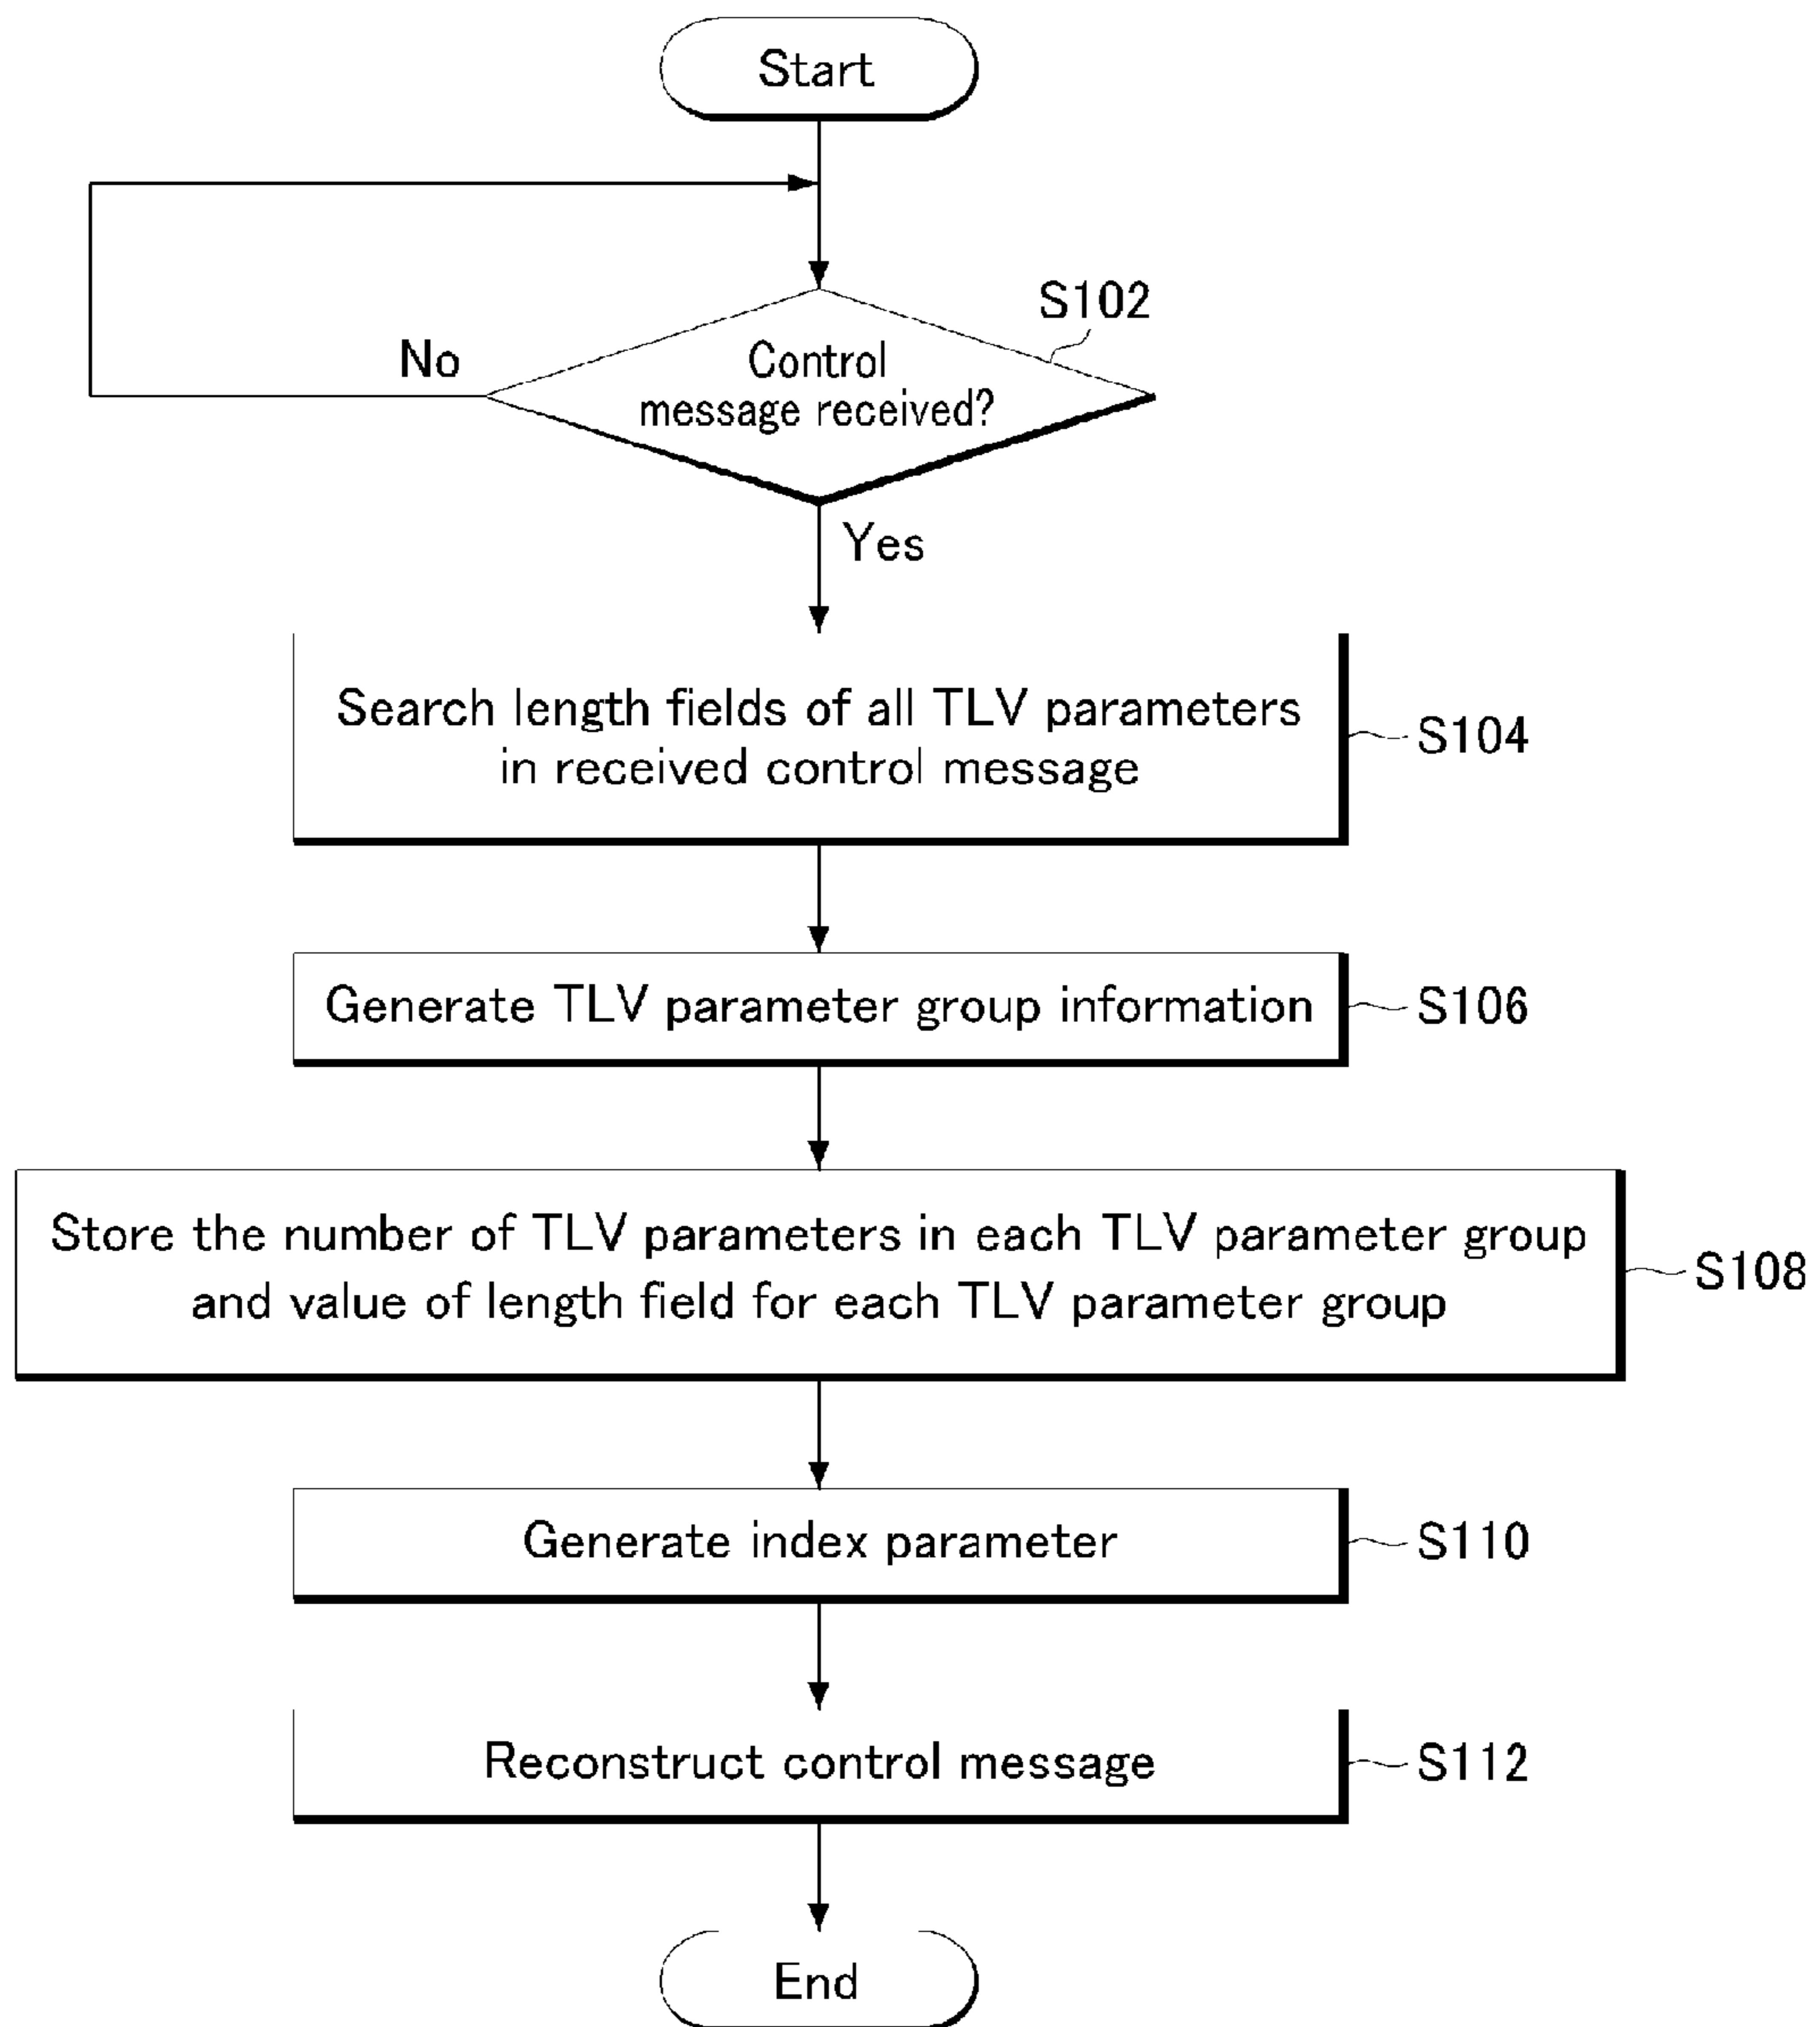 Start
S102
No
Control
message received?
Yes
Search length fields of all TLV parameters
in received control message
S104
Generate TLV parameter group information
S106
Store the number of TLV parameters in each TLV parameter group
and value of length field for each TLV parameter group
S108
Generate index parameter
S110
Reconstruct control message
S112
End